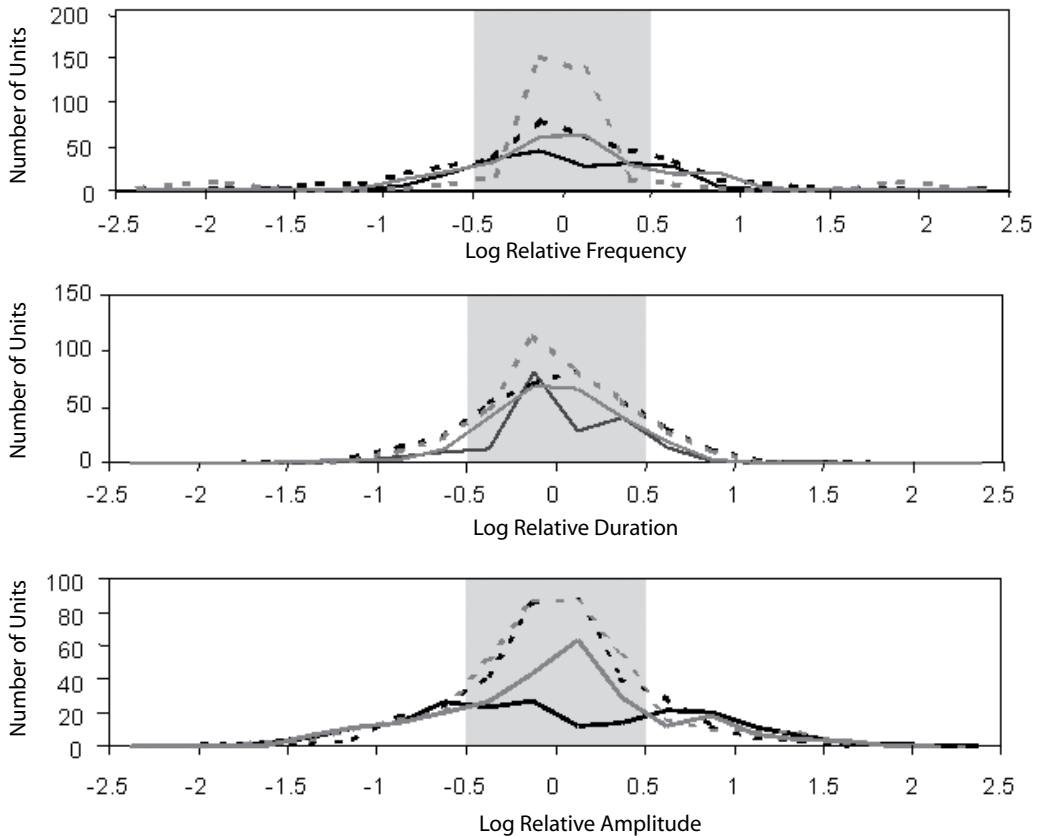 Number of Units
200
150
100
50
0
-2.5 -2 -1.5 -1 -0.5 0 0.5 1 1.5 2 2.5
Log Relative Frequency
Number of Units
150
100
50
0
-2.5 -2 -1.5 -1 -0.5 0 0.5 1 1.5 2 2.5
Log Relative Duration
Number of Units
100
80
60
40
20
0
-2.5 -2 -1.5 -1 -0.5 0 0.5 1 1.5 2 2.5
Log Relative Amplitude